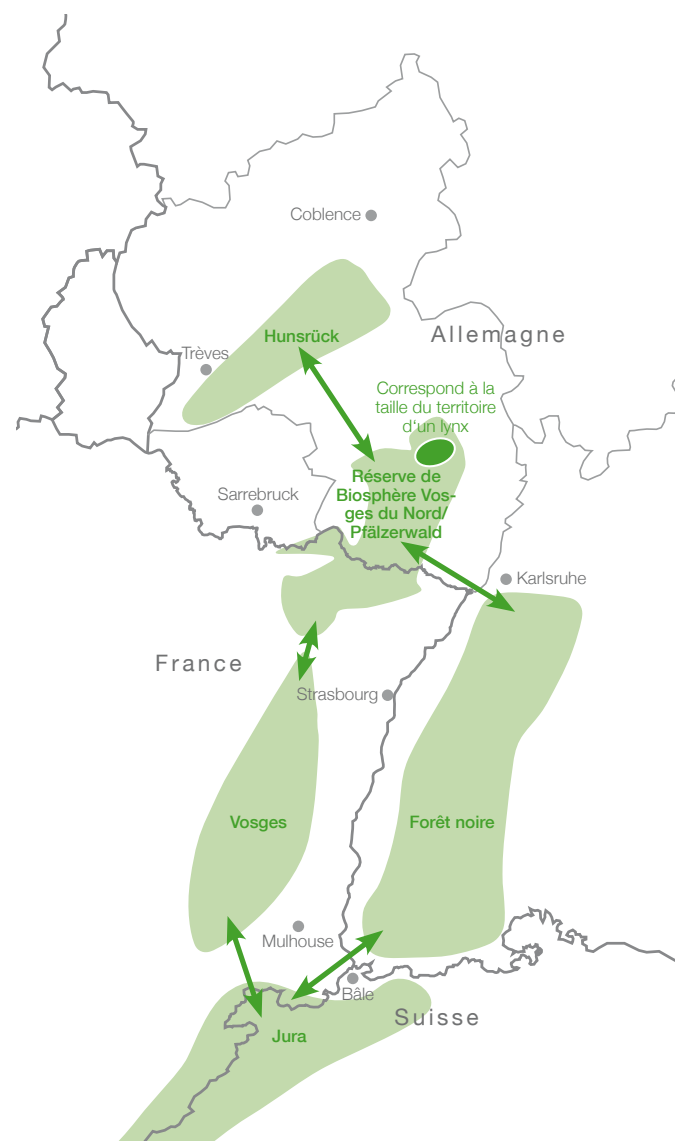 Coblence
Hunsrück
Allemagne
Trèves
Correspond à la
taille du territoire
d'un lynx
Réserve de
Biosphère Vos-
ges du Nord/
Pfälzerwald
Sarrebruck
Karlsruhe
France
Strasbourg
Vosges
Forêt noire
Mulhouse
Bâle
Suisse
Jura